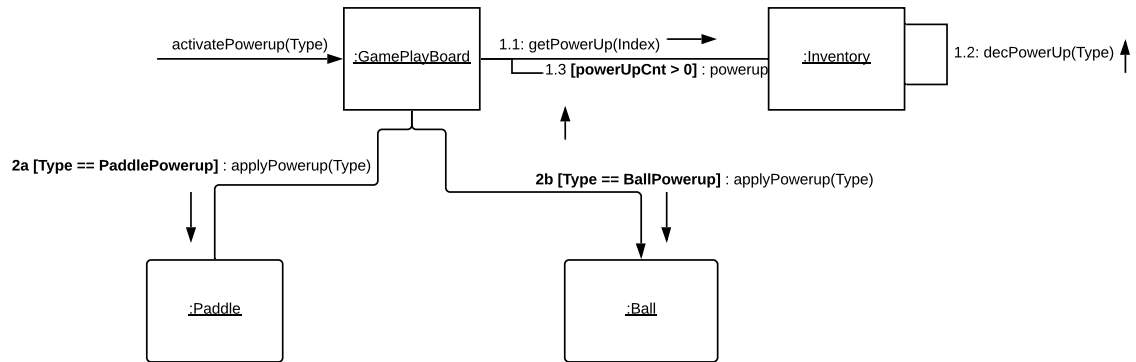 activatePowerup(Type)
:GamePlayBoard
1.1: getPowerUp(Index)
1.3 [powerUpCnt > 0] : powerup
:Inventory
1.2: decPowerUp(Type)
2a [Type == PaddlePowerup] : applyPowerup(Type)
2b [Type == BallPowerup] : applyPowerup(Type)
:Paddle
:Ball